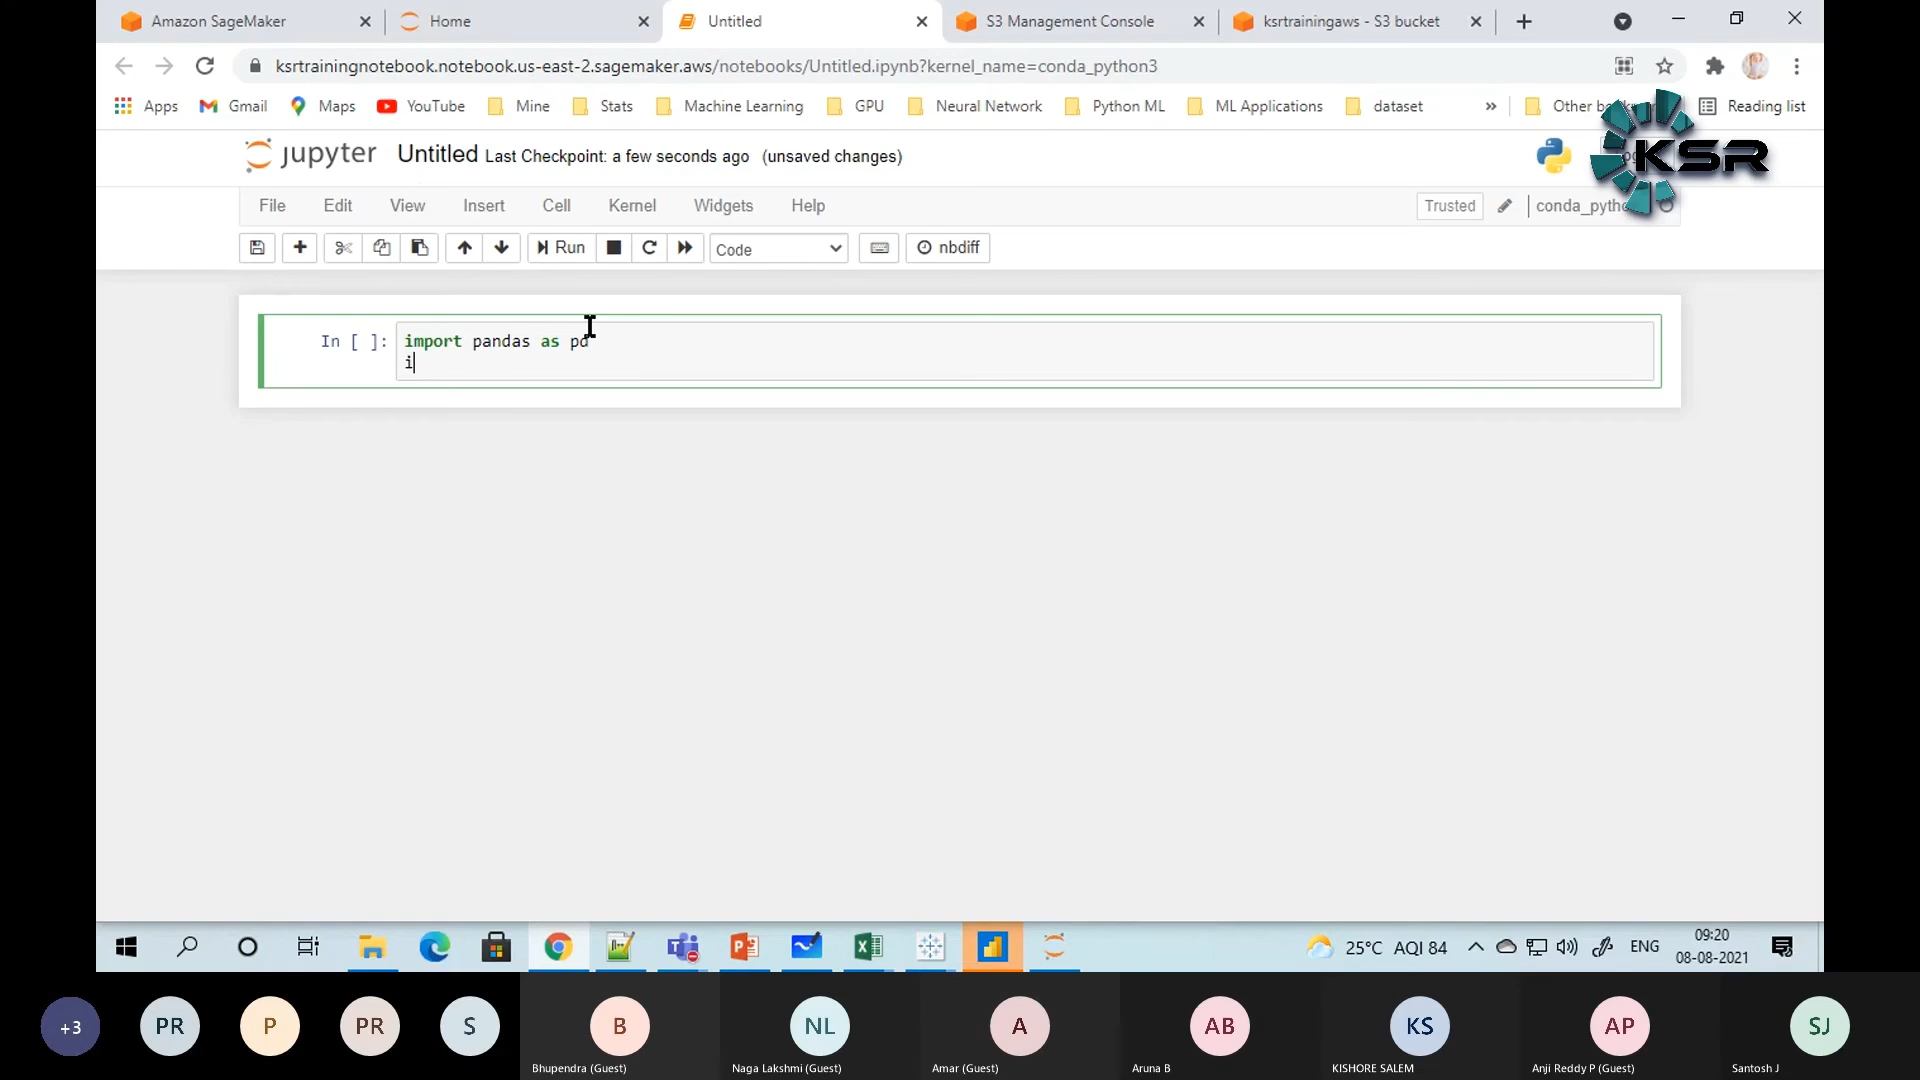 Amazon SageMaker
Home
Untitled
S3 Management Console
ksrtrainingaws - S3 bucket
ksrtrainingnotebook.notebook.us-east-2.sagemaker.aws/notebooks/Untitled.ipynb?kernel_name=conda_python3
Apps
Gmail
Maps
YouTube
Mine
Stats
Machine Learning
GPU
Neural Network
Python ML
ML Applications
dataset
»
Other
Reading list
jupyter
Untitled Last Checkpoint: a few seconds ago (unsaved changes)
KSR
File
Edit
View
Insert
Cell
Kernel
Widgets
Help
Trusted
Run
Code
nbdiff
In [ ]:
import pandas as pd
i
25°C AQI 84
ENG
09:20
08-08-2021
+3
PR
P
PR
S
B
NL
A
AB
KS
AP
SJ
Bhupendra (Guest)
Naga Lakshmi (Guest)
Amar (Guest)
Aruna B
KISHORE SALEM
Anji Reddy P (Guest)
Santosh J